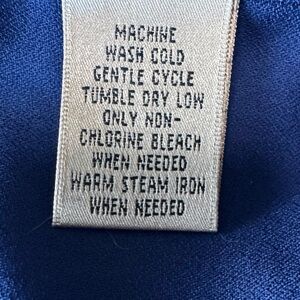 MACHINE
WASH COLD
GENTLE CYCLE
TUMBLE DRY LOW
ONLY NON-
CHLORINE BLEACH
WHEN NEEDED
WARM STEAM IRON
WHEN NEEDED